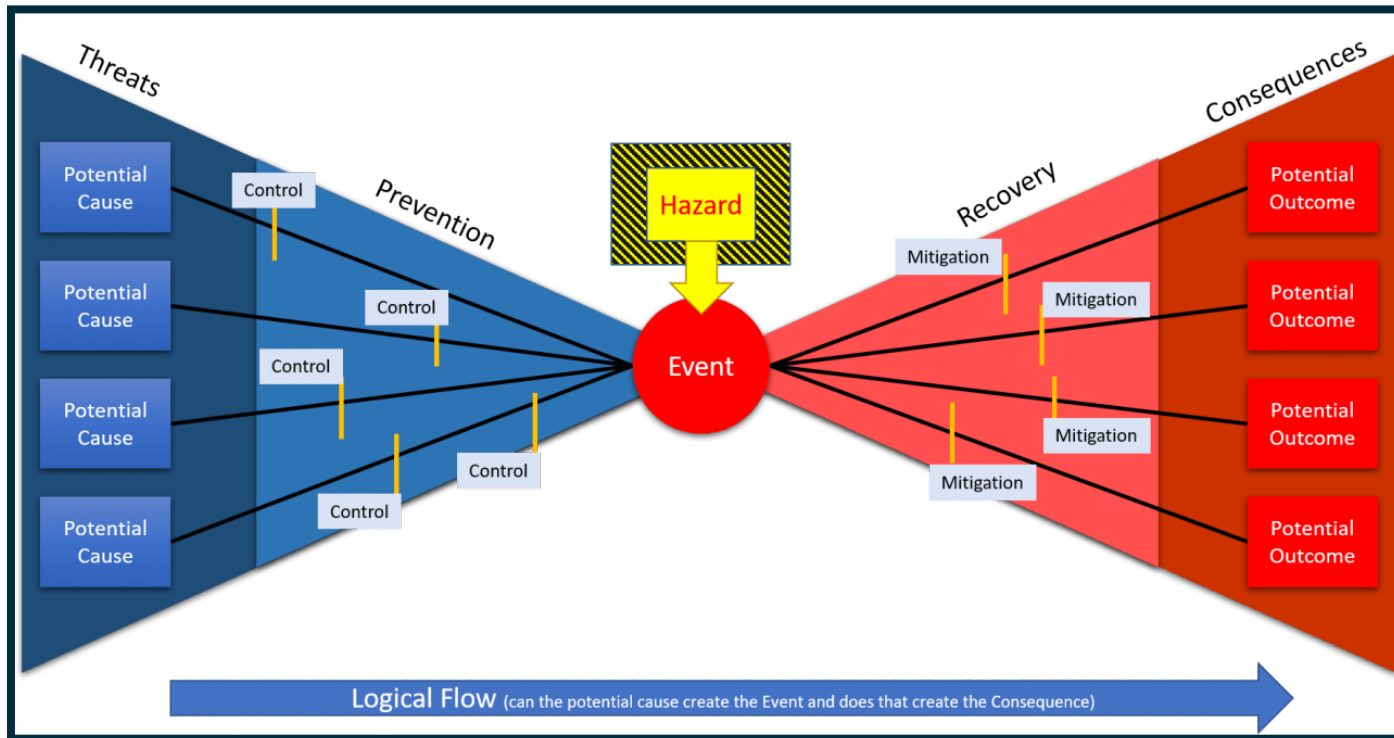 Threats
Consequences
Prevention
Recovery
Hazard
Event
Potential
Cause
Potential
Cause
Potential
Cause
Potential
Cause
Control
Control
Control
Control
Control
Mitigation
Mitigation
Mitigation
Mitigation
Potential
Outcome
Potential
Outcome
Potential
Outcome
Potential
Outcome
Logical Flow (can the potential cause create the Event and does that create the Consequence)